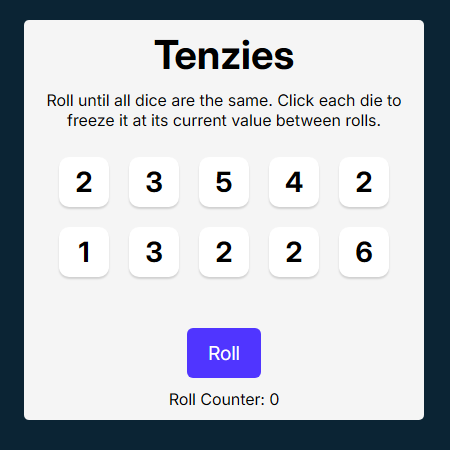 Tenzies
Roll until all dice are the same. Click each die to
freeze it at its current value between rolls.
2 3 5 4 2
1 3 2 2 6
Roll
Roll Counter: 0